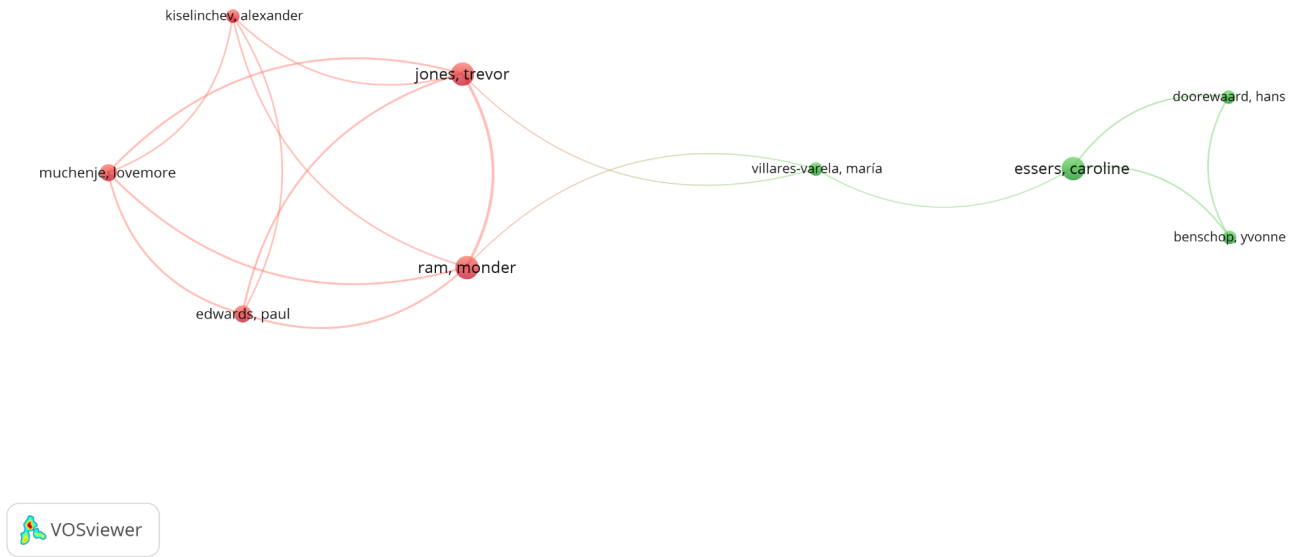 kiselinchev, alexander
jones, trevor
doorewaard, hans
muchenje, lovemore
villares-varela, maría
essers, caroline
benschop, yvonne
ram, monder
edwards, paul
VOSviewer